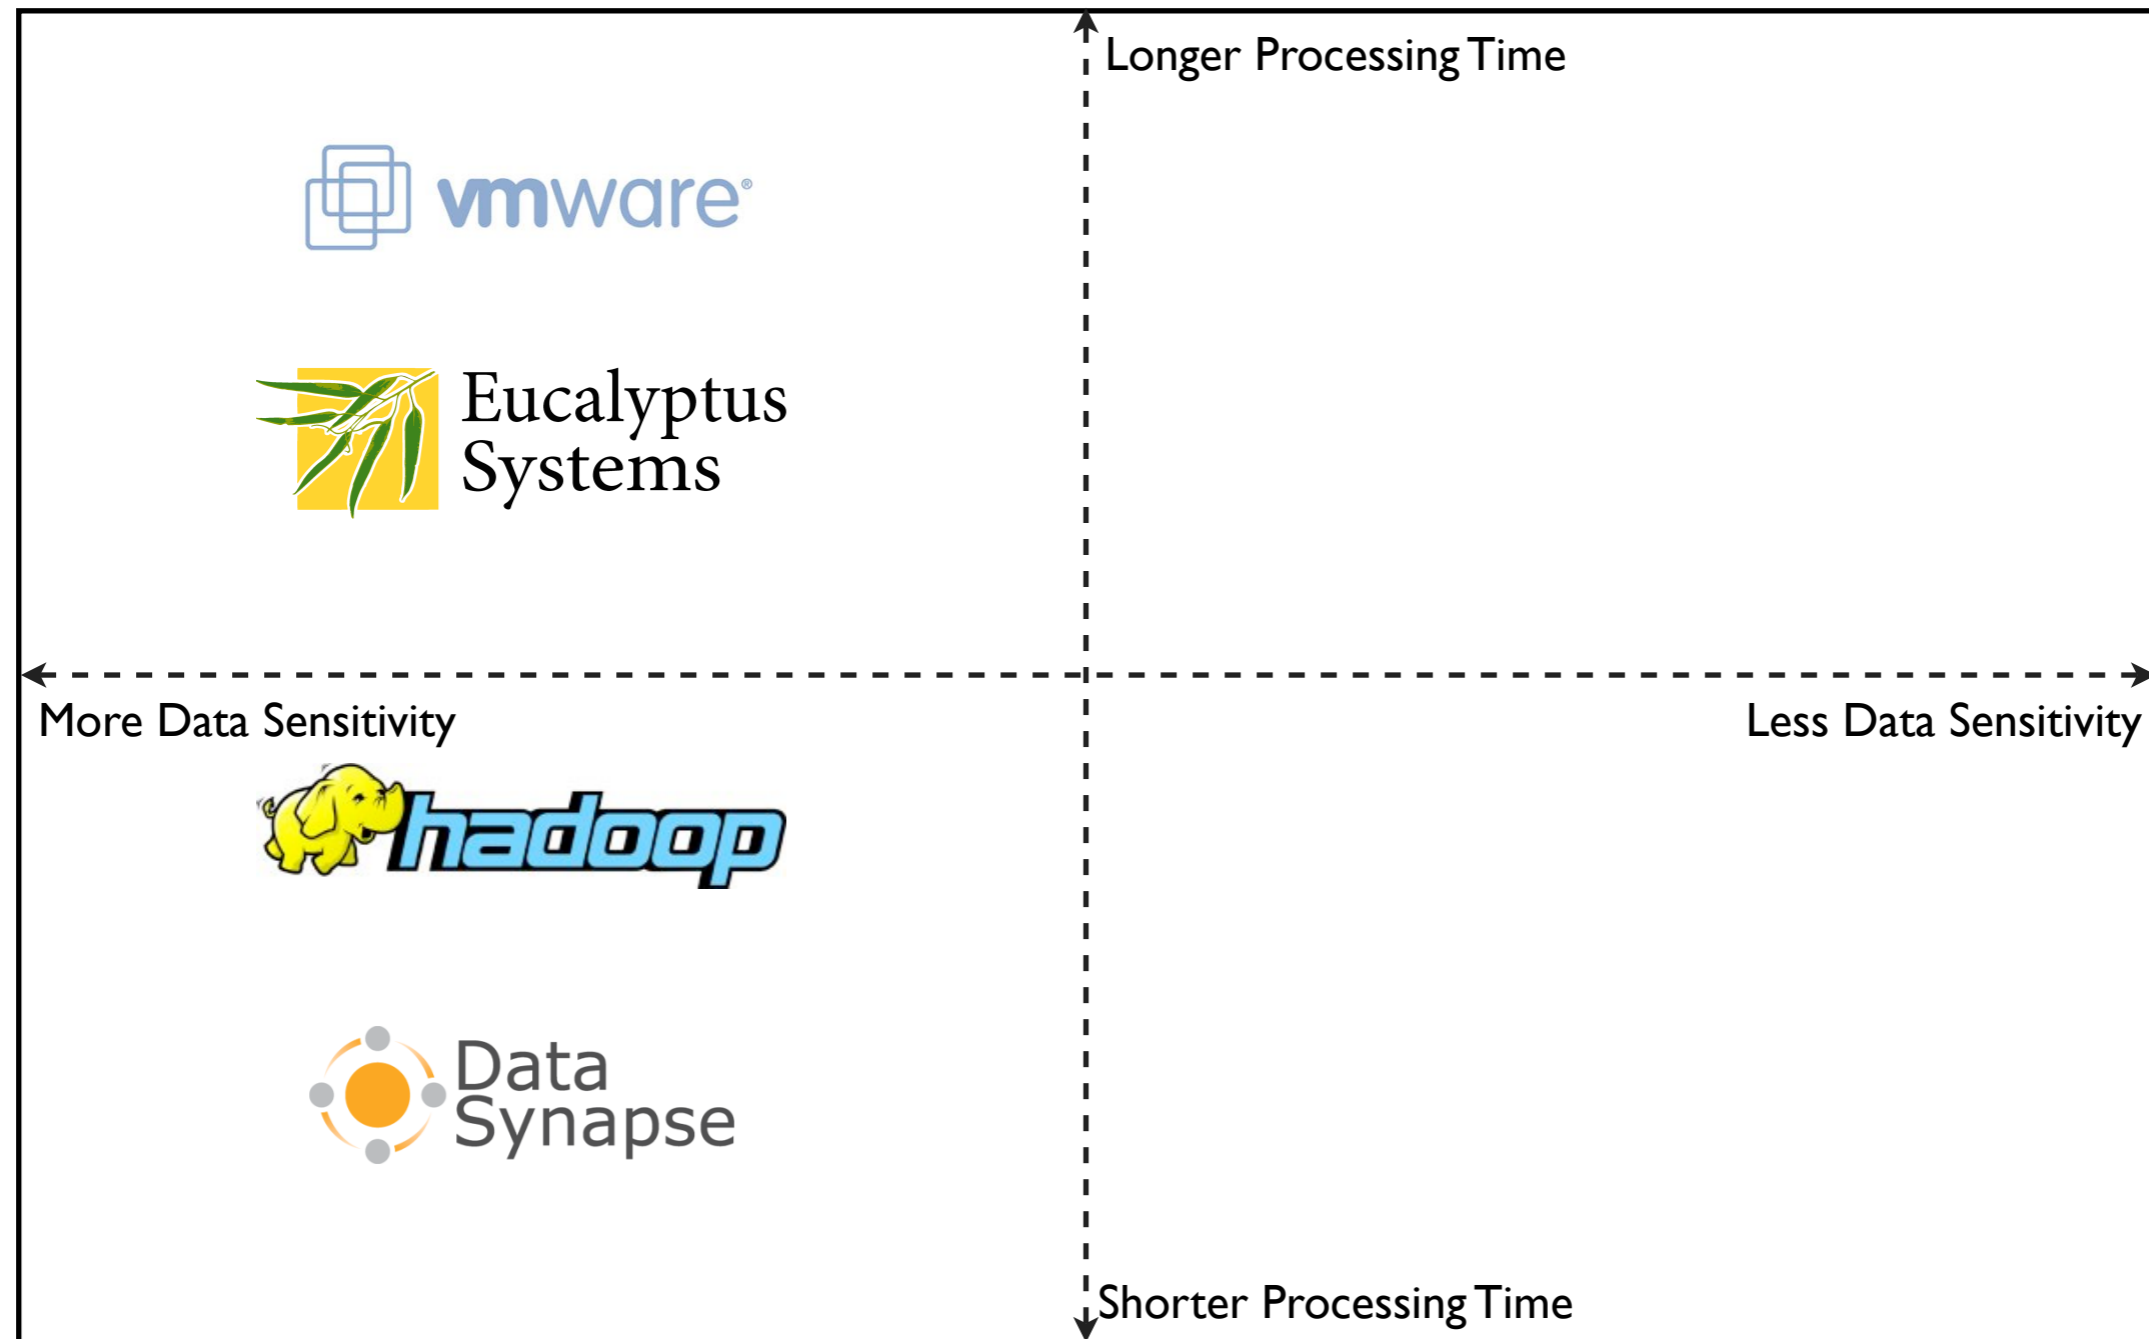 Longer Processing Time
vmware®
Eucalyptus
Systems
More Data Sensitivity
Less Data Sensitivity
hadoop
Data
Synapse
Shorter Processing Time